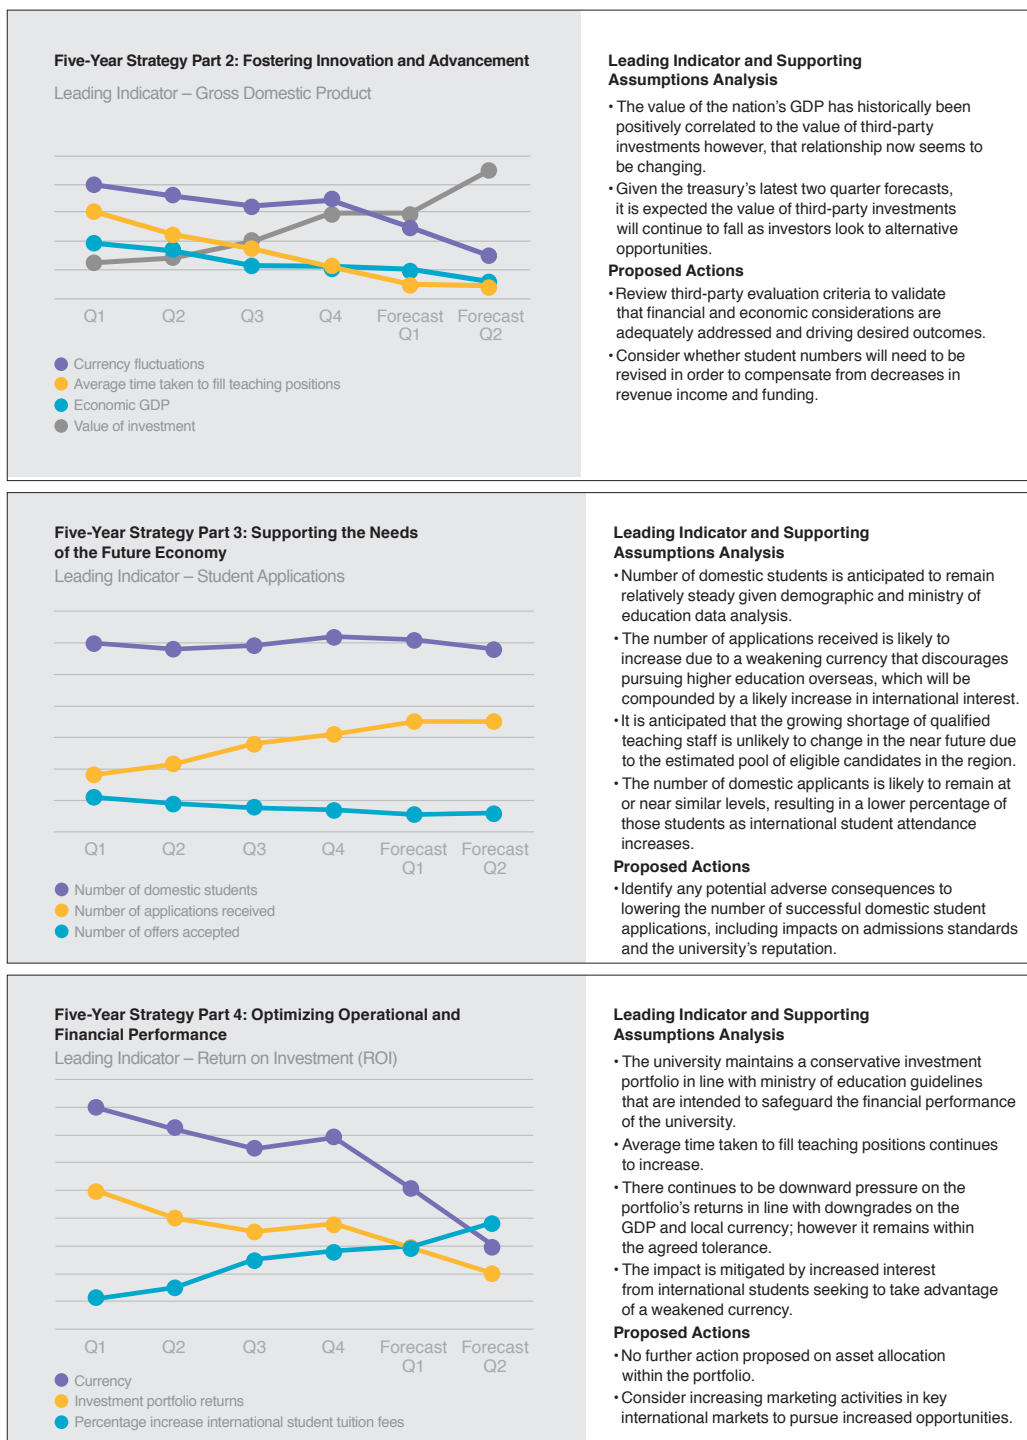 Five-Year Strategy Part 2: Fostering Innovation and Advancement
Leading Indicator – Gross Domestic Product
Q1 Q2 Q3 Q4 Forecast Q1 Forecast Q2
Currency fluctuations
Average time taken to fill teaching positions
Economic GDP
Value of investment
Leading Indicator and Supporting
Assumptions Analysis
• The value of the nation's GDP has historically been
positively correlated to the value of third-party
investments however, that relationship now seems to
be changing.
• Given the treasury's latest two quarter forecasts,
it is expected the value of third-party investments
will continue to fall as investors look to alternative
opportunities.
Proposed Actions
• Review third-party evaluation criteria to validate
that financial and economic considerations are
adequately addressed and driving desired outcomes.
• Consider whether student numbers will need to be
revised in order to compensate from decreases in
revenue income and funding.
Five-Year Strategy Part 3: Supporting the Needs
of the Future Economy
Leading Indicator – Student Applications
Q1 Q2 Q3 Q4 Forecast Q1 Forecast Q2
Number of domestic students
Number of applications received
Number of offers accepted
Leading Indicator and Supporting
Assumptions Analysis
• Number of domestic students is anticipated to remain
relatively steady given demographic and ministry of
education data analysis.
• The number of applications received is likely to
increase due to a weakening currency that discourages
pursuing higher education overseas, which will be
compounded by a likely increase in international interest.
• It is anticipated that the growing shortage of qualified
teaching staff is unlikely to change in the near future due
to the estimated pool of eligible candidates in the region.
• The number of domestic applicants is likely to remain at
or near similar levels, resulting in a lower percentage of
those students as international student attendance
increases.
Proposed Actions
• Identify any potential adverse consequences to
lowering the number of successful domestic student
applications, including impacts on admissions standards
and the university's reputation.
Five-Year Strategy Part 4: Optimizing Operational and
Financial Performance
Leading Indicator – Return on Investment (ROI)
Q1 Q2 Q3 Q4 Forecast Q1 Forecast Q2
Currency
Investment portfolio returns
Percentage increase international student tuition fees
Leading Indicator and Supporting
Assumptions Analysis
• The university maintains a conservative investment
portfolio in line with ministry of education guidelines
that are intended to safeguard the financial performance
of the university.
• Average time taken to fill teaching positions continues
to increase.
• There continues to be downward pressure on the
portfolio's returns in line with downgrades on the
GDP and local currency; however it remains within
the agreed tolerance.
• The impact is mitigated by increased interest
from international students seeking to take advantage
of a weakened currency.
Proposed Actions
• No further action proposed on asset allocation
within the portfolio.
• Consider increasing marketing activities in key
international markets to pursue increased opportunities.